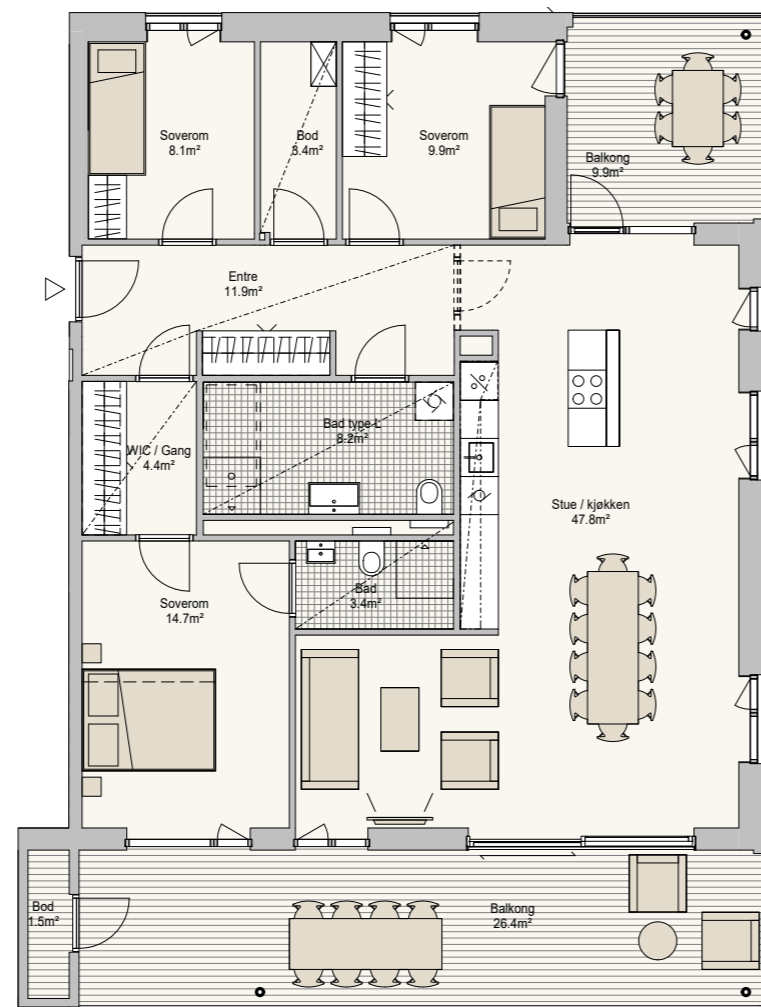 Soverom
8.1m²
Bod
3.4m²
Soverom
9.9m²
Balkong
9.9m²
Entre
11.9m²
WIC / Gang
4.4m²
Bad type L
8.2m²
Stue / kjøkken
47.8m²
Soverom
14.7m²
Bad
3.4m²
Bod
1.5m²
Balkong
26.4m²